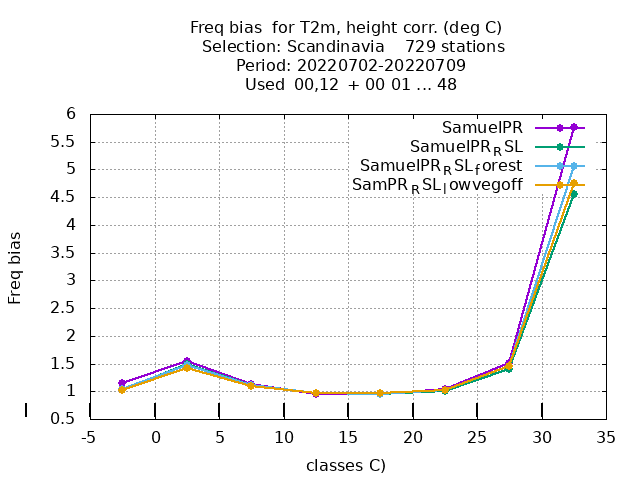 Freq bias  for T2m, height corr. (deg C)
Selection: Scandinavia    729 stations
Period: 20220702-20220709
Used  00,12  + 00 01 ... 48
SamuelPR
SamuelPR_RSL
SamuelPR_RSL_forest
SamPR_RSL_lowvegoff
6
5.5
5
4.5
4
3.5
3
2.5
2
1.5
1
0.5
Freq bias
-5 0 5 10 15 20 25 30 35
classes C)